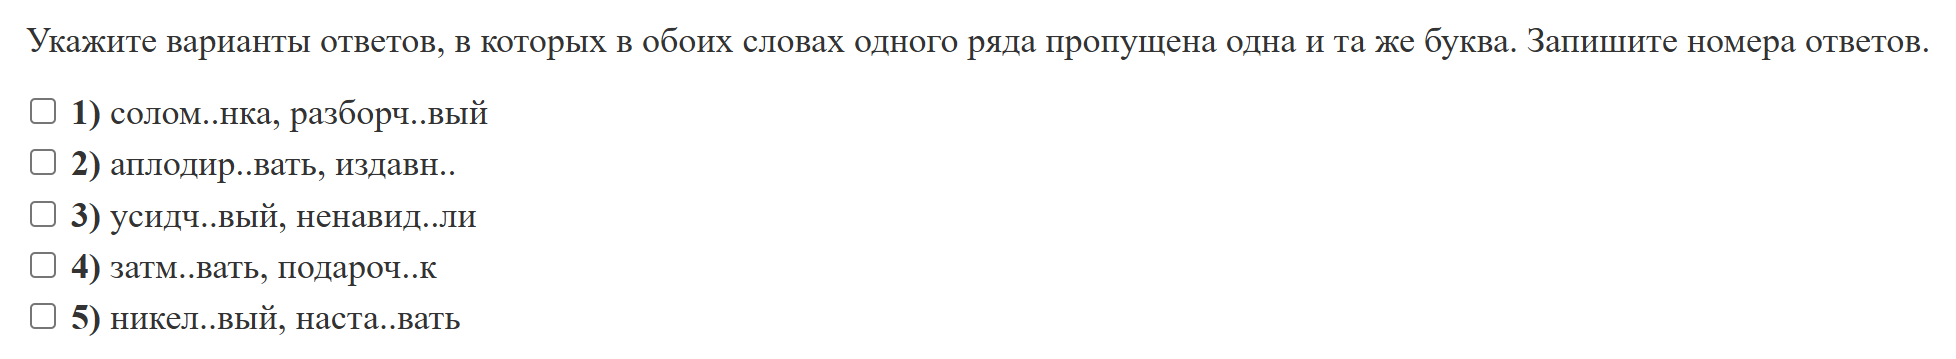 Укажите варианты ответов, в которых в обоих словах одного ряда пропущена одна и та же буква. Запишите номера ответов.
1) солом..нка, разборч..вый
2) аплодир..вать, издавн..
3) усидч..вый, ненавид..ли
4) затм..вать, подароч..к
5) никел..вый, наста..вать